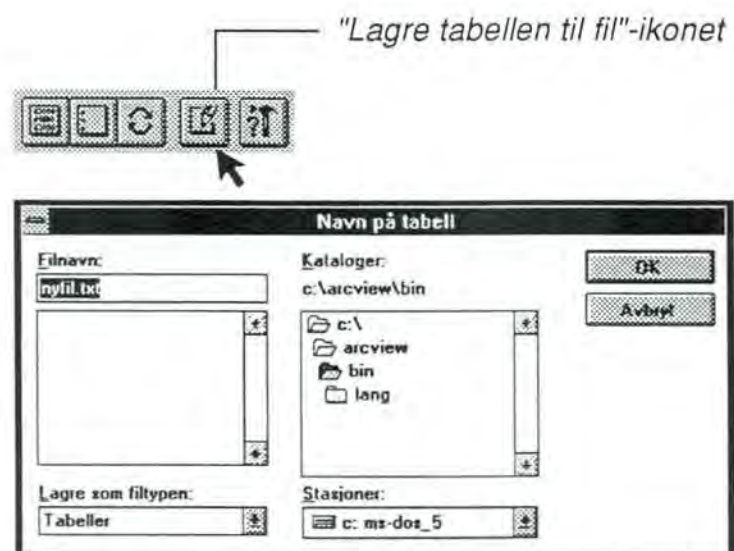 "Lagre tabellen til fil"-ikonet
Navn på tabell
Filnavn:
nyfil.txt
Kataloger:
c:\arcview\bin
OK
Avbryt
c:\
arcview
bin
lang
Lagre som filtypen:
Tabeller
Stasjoner:
c: ms-dos_5